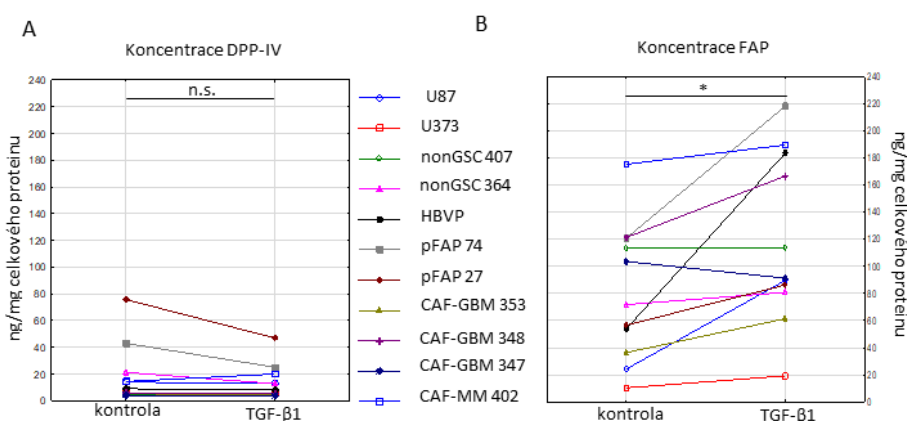 A
Koncentrace DPP-IV
ng/mg celkového proteinu
240
220
200
180
160
140
120
100
80
60
40
20
0
n.s.
kontrola
TGF-β1
U87
U373
nonGSC 407
nonGSC 364
HBVP
pFAP 74
pFAP 27
CAF-GBM 353
CAF-GBM 348
CAF-GBM 347
CAF-MM 402
B
Koncentrace FAP
*
240
220
200
180
160
140
120
100
80
60
40
20
0
ng/mg celkového proteinu
kontrola
TGF-β1